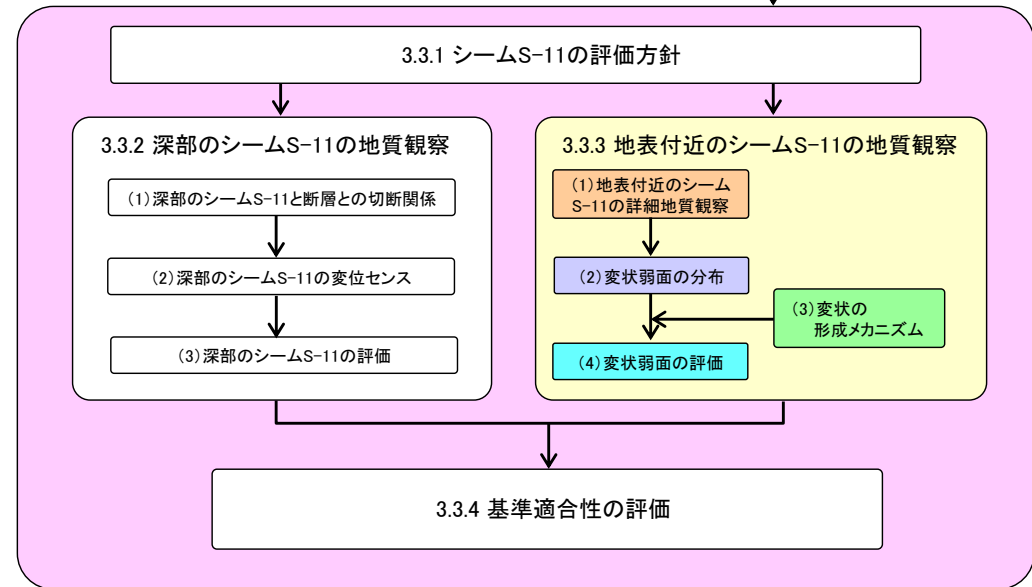 3.3.1 シームS-11の評価方針
3.3.2 深部のシームS-11の地質観察
(1)深部のシームS-11と断層との切断関係
(2)深部のシームS-11の変位センス
(3)深部のシームS-11の評価
3.3.3 地表付近のシームS-11の地質観察
(1)地表付近のシーム
S-11の詳細地質観察
(2)変状弱面の分布
(3)変状の
形成メカニズム
(4)変状弱面の評価
3.3.4 基準適合性の評価